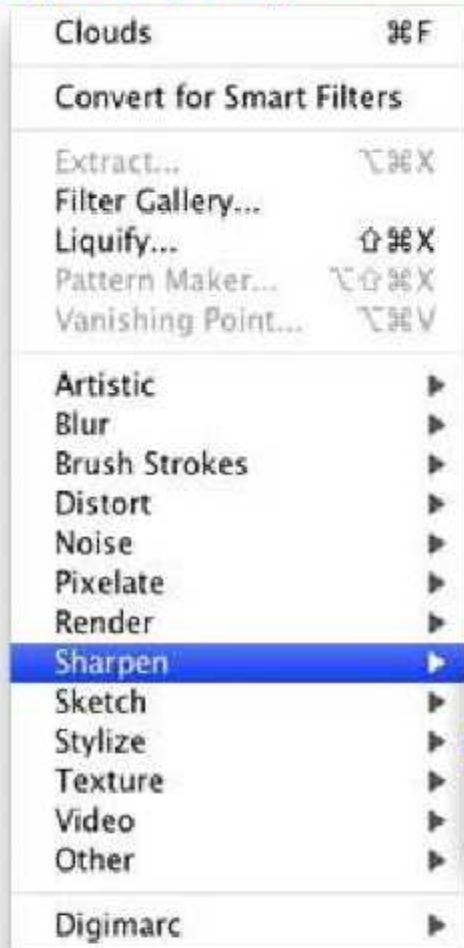 Clouds ⌘F
Convert for Smart Filters
Extract... ⌥⌘X
Filter Gallery...
Liquify... ⇧⌘X
Pattern Maker... ⌥⇧⌘X
Vanishing Point... ⌥⌘V
Artistic
Blur
Brush Strokes
Distort
Noise
Pixelate
Render
Sharpen
Sketch
Stylize
Texture
Video
Other
Digimarc